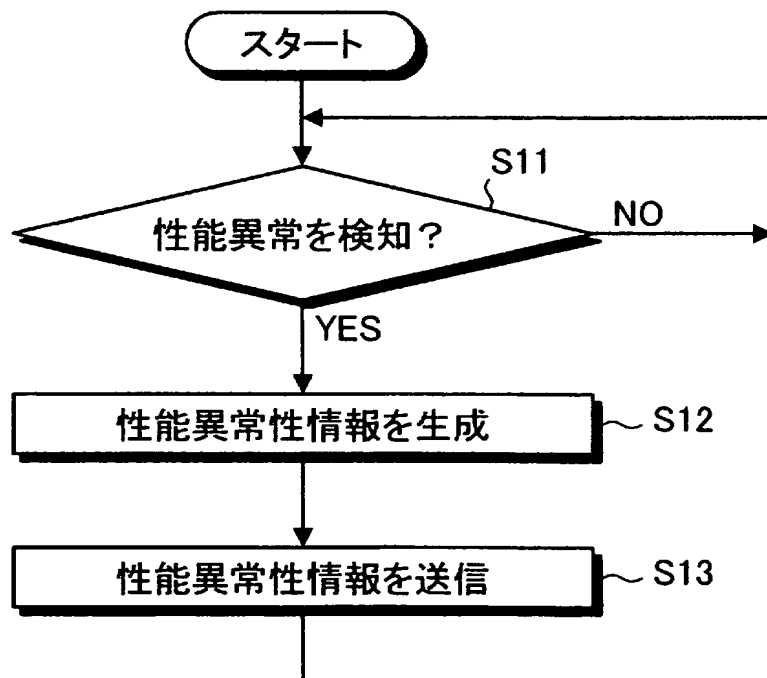 スタート
S11
性能異常を検知？
NO
YES
性能異常性情報を生成
S12
性能異常性情報を送信
S13